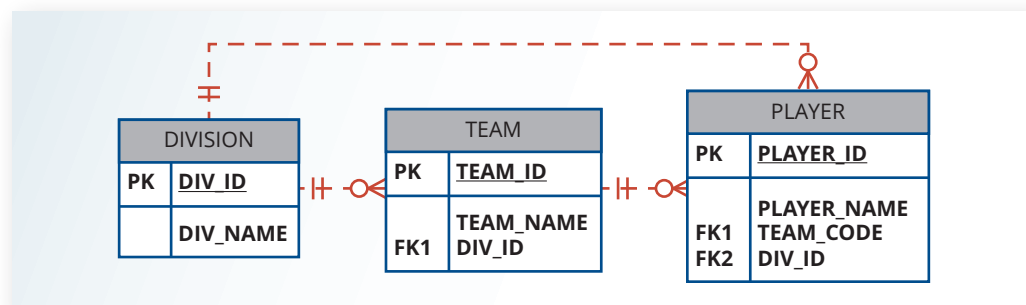 DIVISION
PK DIV_ID
DIV_NAME
TEAM
PK TEAM_ID
TEAM_NAME
FK1 DIV_ID
PLAYER
PK PLAYER_ID
PLAYER_NAME
FK1 TEAM_CODE
FK2 DIV_ID